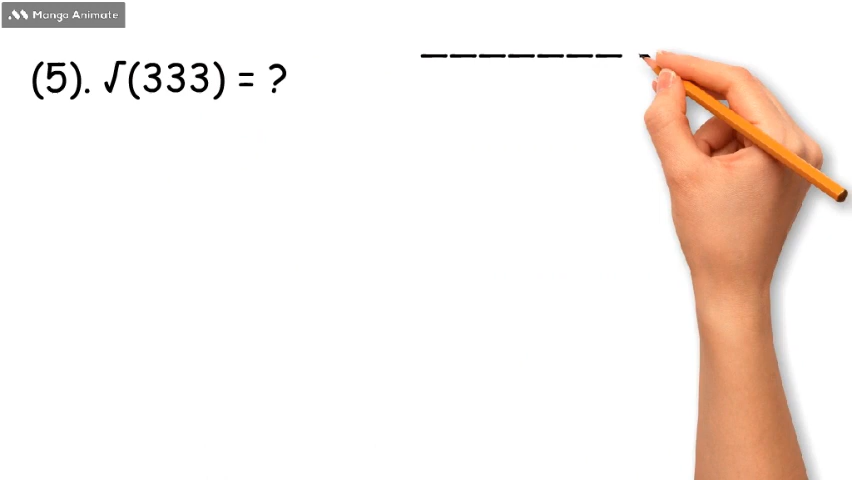 Mango Animate
(5). √(333) = ?
_ _ _ _ _ _ _ -